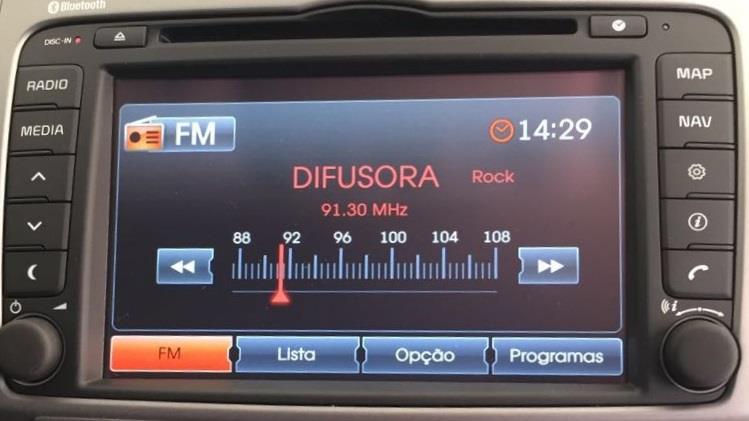 Bluetooth
DISC-IN
RADIO
MEDIA
MAP
NAV
FM
14:29
DIFUSORA Rock
91.30 MHz
88 92 96 100 104 108
FM Lista Opção Programas